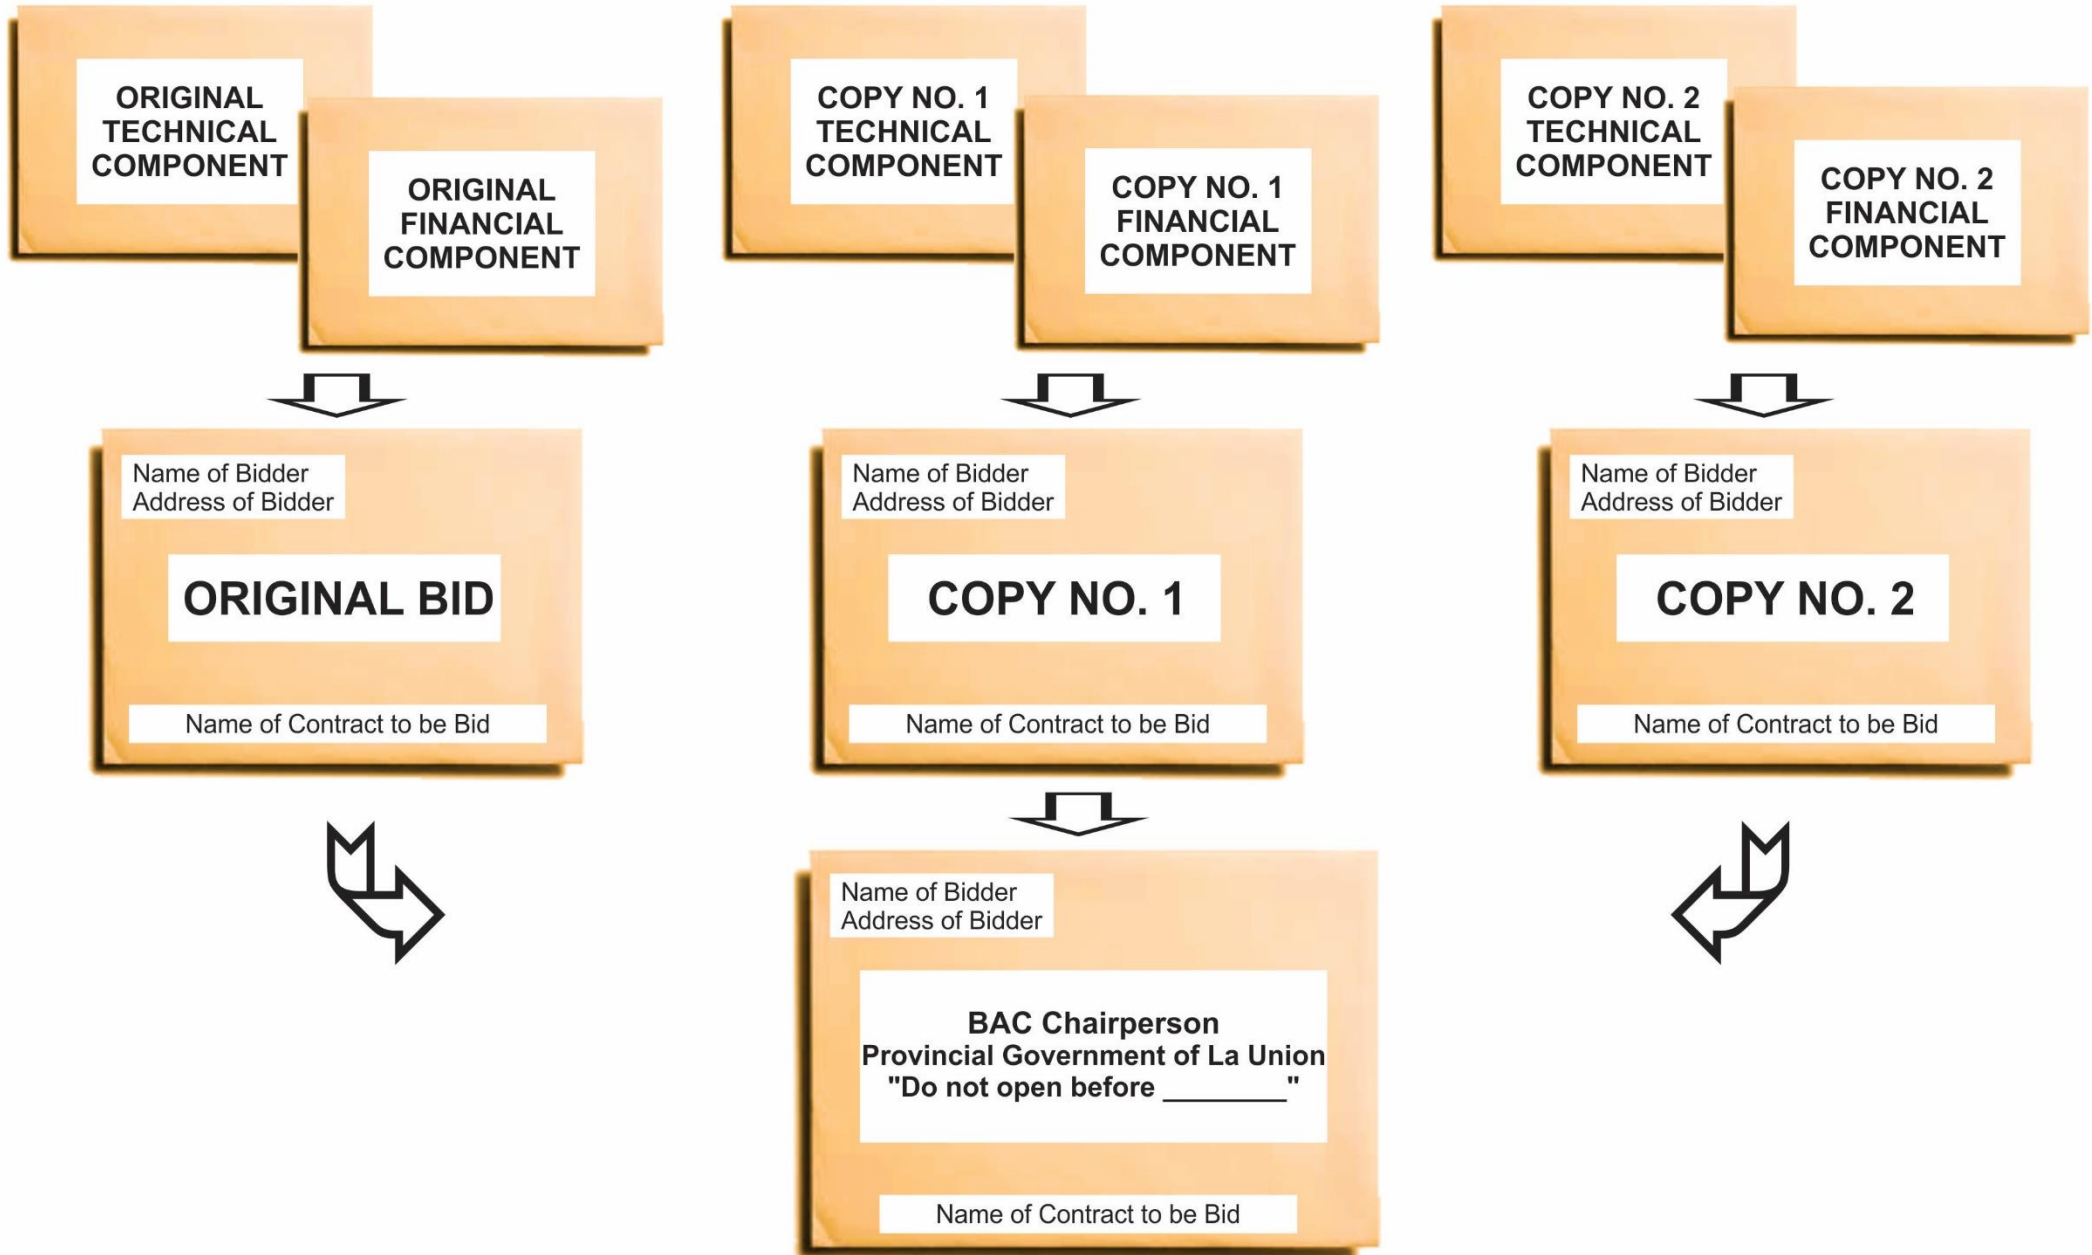 ORIGINAL
TECHNICAL
COMPONENT
ORIGINAL
FINANCIAL
COMPONENT
COPY NO. 1
TECHNICAL
COMPONENT
COPY NO. 1
FINANCIAL
COMPONENT
COPY NO. 2
TECHNICAL
COMPONENT
COPY NO. 2
FINANCIAL
COMPONENT
Name of Bidder
Address of Bidder
ORIGINAL BID
Name of Contract to be Bid
Name of Bidder
Address of Bidder
COPY NO. 1
Name of Contract to be Bid
Name of Bidder
Address of Bidder
COPY NO. 2
Name of Contract to be Bid
Name of Bidder
Address of Bidder
BAC Chairperson
Provincial Government of La Union
"Do not open before ________"
Name of Contract to be Bid